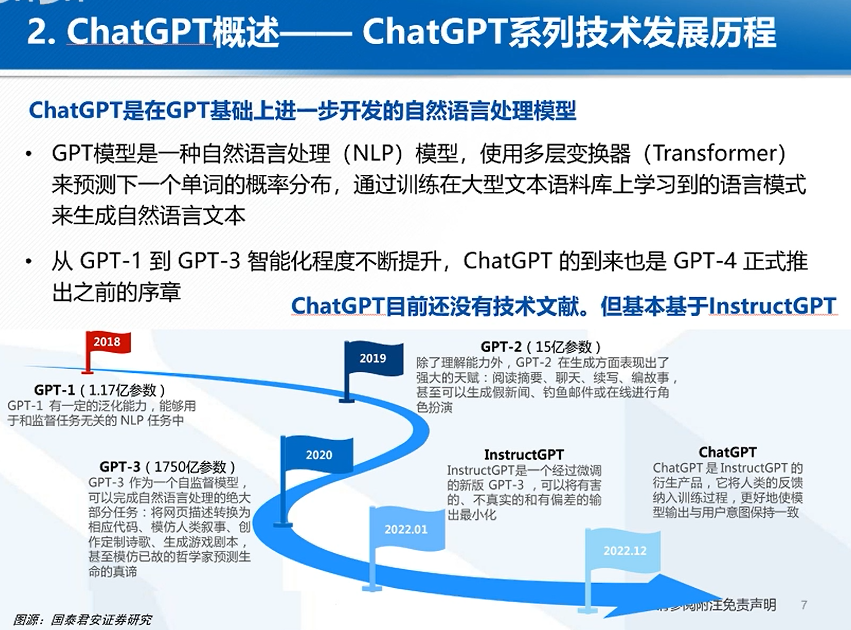 2. ChatGPT概述—— ChatGPT系列技术发展历程
ChatGPT是在GPT基础上进一步开发的自然语言处理模型
• GPT模型是一种自然语言处理（NLP）模型，使用多层变换器（Transformer）
来预测下一个单词的概率分布，通过训练在大型文本语料库上学习到的语言模式
来生成自然语言文本
• 从 GPT-1 到 GPT-3 智能化程度不断提升，ChatGPT 的到来也是 GPT-4 正式推
出之前的序章
ChatGPT目前还没有技术文献。但基本基于InstructGPT
2018
GPT-1（1.17亿参数）
GPT-1 有一定的泛化能力，能够用
于和监督任务无关的 NLP 任务中
2019
GPT-2（15亿参数）
除了理解能力外，GPT-2 在生成方面表现出了
强大的天赋：阅读摘要、聊天、续写、编故事，
甚至可以生成假新闻、钓鱼邮件或在线进行角
色扮演
2020
GPT-3（1750亿参数）
GPT-3 作为一个自监督模型，
可以完成自然语言处理的绝大
部分任务：将网页描述转换为
相应代码、模仿人类叙事、创
作定制诗歌、生成游戏剧本，
甚至模仿已故的哲学家预测生
命的真谛
2022.01
InstructGPT
InstructGPT是一个经过微调
的新版 GPT-3 ，可以将有害
的、不真实的和有偏差的输
出最小化
2022.12
ChatGPT
ChatGPT 是 InstructGPT 的
衍生产品，它将人类的反馈
纳入训练过程，更好地使模
型输出与用户意图保持一致
参阅附注免责声明
7
图源：国泰君安证券研究